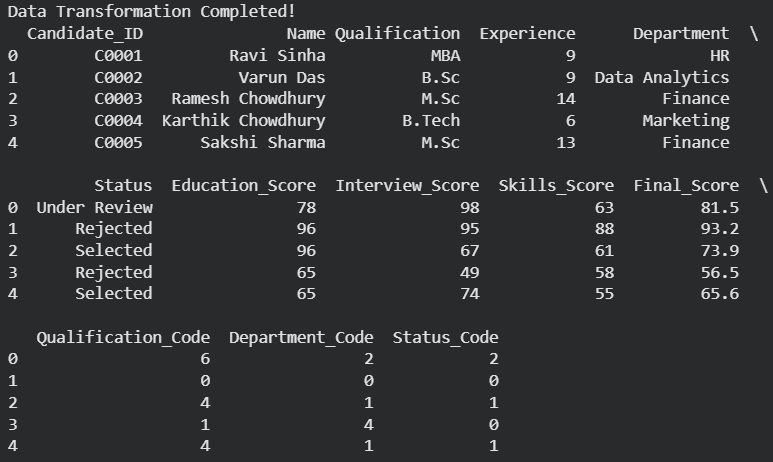 Data Transformation Completed!
  Candidate_ID               Name Qualification  Experience      Department  \
0        C0001         Ravi Sinha           MBA           9              HR
1        C0002          Varun Das          B.Sc           9  Data Analytics
2        C0003   Ramesh Chowdhury         M.Sc          14         Finance
3        C0004  Karthik Chowdhury        B.Tech           6       Marketing
4        C0005      Sakshi Sharma          M.Sc          13         Finance
         Status  Education_Score  Interview_Score  Skills_Score  Final_Score  \
0  Under Review               78               98            63         81.5
1      Rejected               96               95            88         93.2
2      Selected               96               67            61         73.9
3      Rejected               65               49            58         56.5
4      Selected               65               74            55         65.6
   Qualification_Code  Department_Code  Status_Code
0                   6                2            2
1                   0                0            0
2                   4                1            1
3                   1                4            0
4                   4                1            1